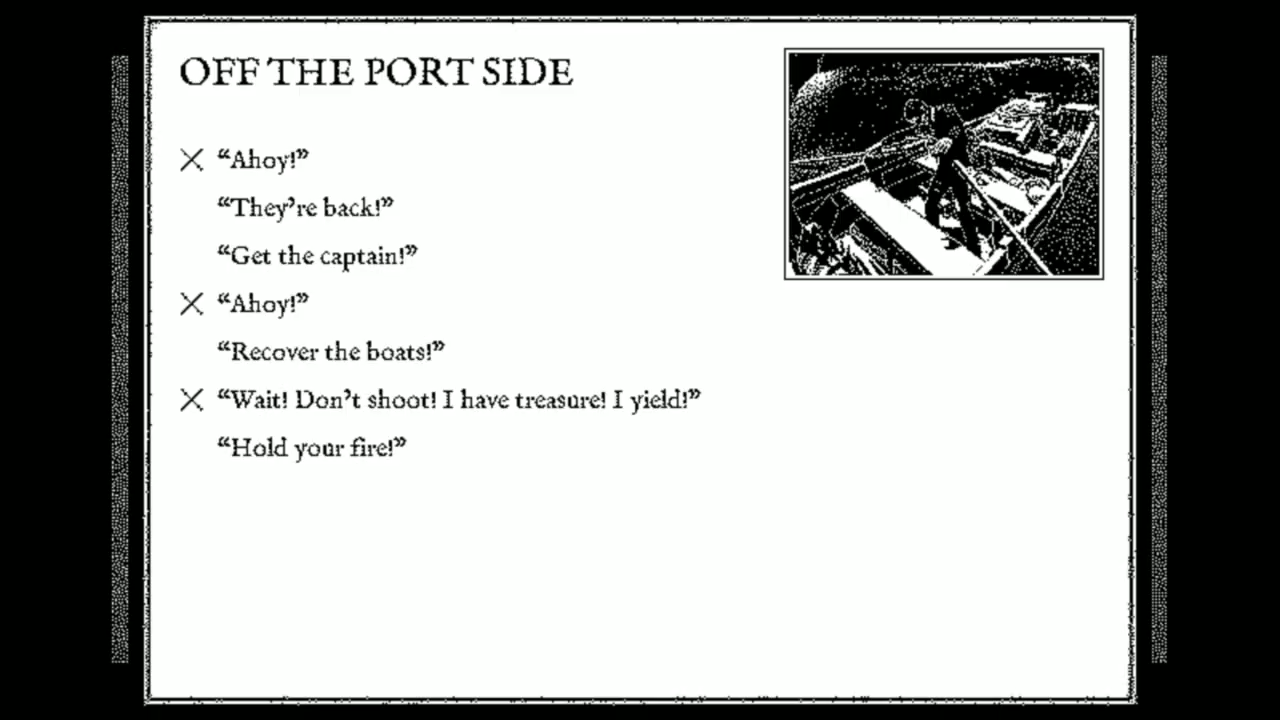 OFF THE PORT SIDE
“Ahoy!”
“They’re back!”
“Get the captain!”
“Ahoy!”
“Recover the boats!”
“Wait! Don’t shoot! I have treasure! I yield!”
“Hold your fire!”